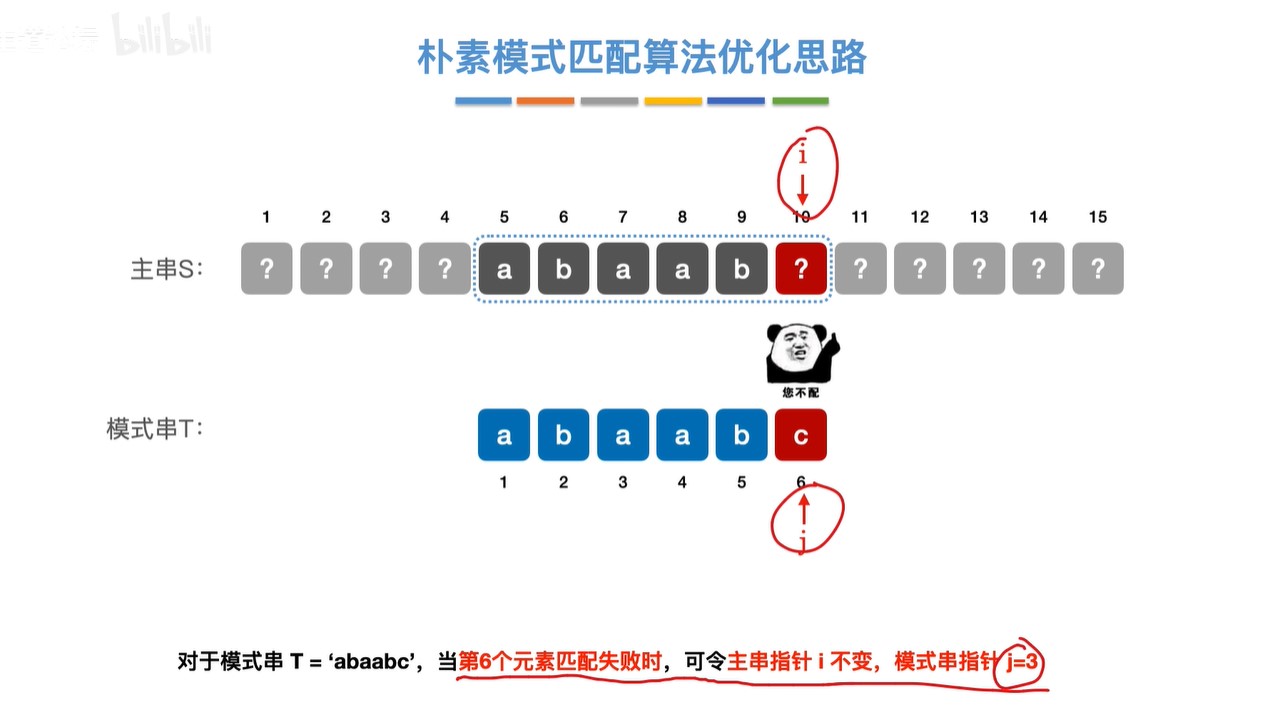 bilibili
朴素模式匹配算法优化思路
i
1 2 3 4 5 6 7 8 9 10 11 12 13 14 15
主串S： ? ? ? ? a b a a b ? ? ? ? ? ?
您不配
模式串T： a b a a b c
1 2 3 4 5 6
j
对于模式串 T = ‘abaabc’，当第6个元素匹配失败时，可令主串指针 i 不变，模式串指针 j=3